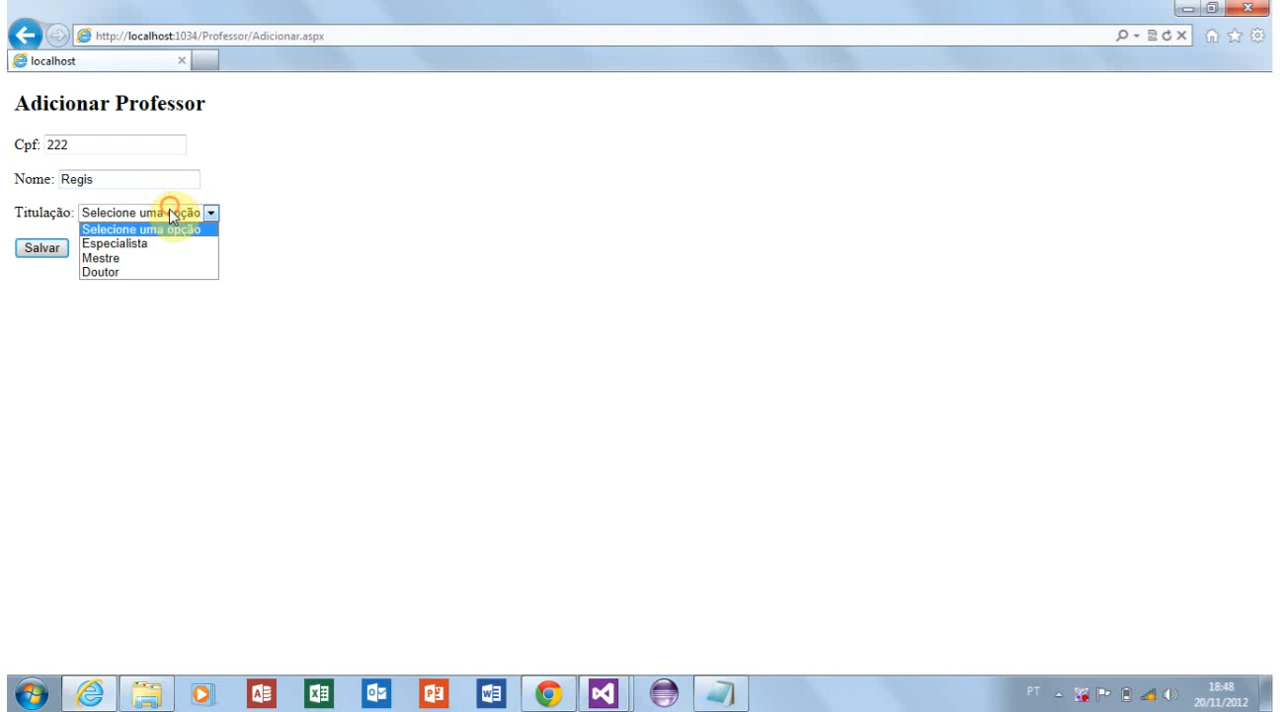 http://localhost:1034/Professor/Adicionar.aspx
localhost
Adicionar Professor
Cpf: 222
Nome: Regis
Titulação: Selecione uma opção
Selecione uma opção
Especialista
Mestre
Doutor
Salvar
PT
18:48
20/11/2012